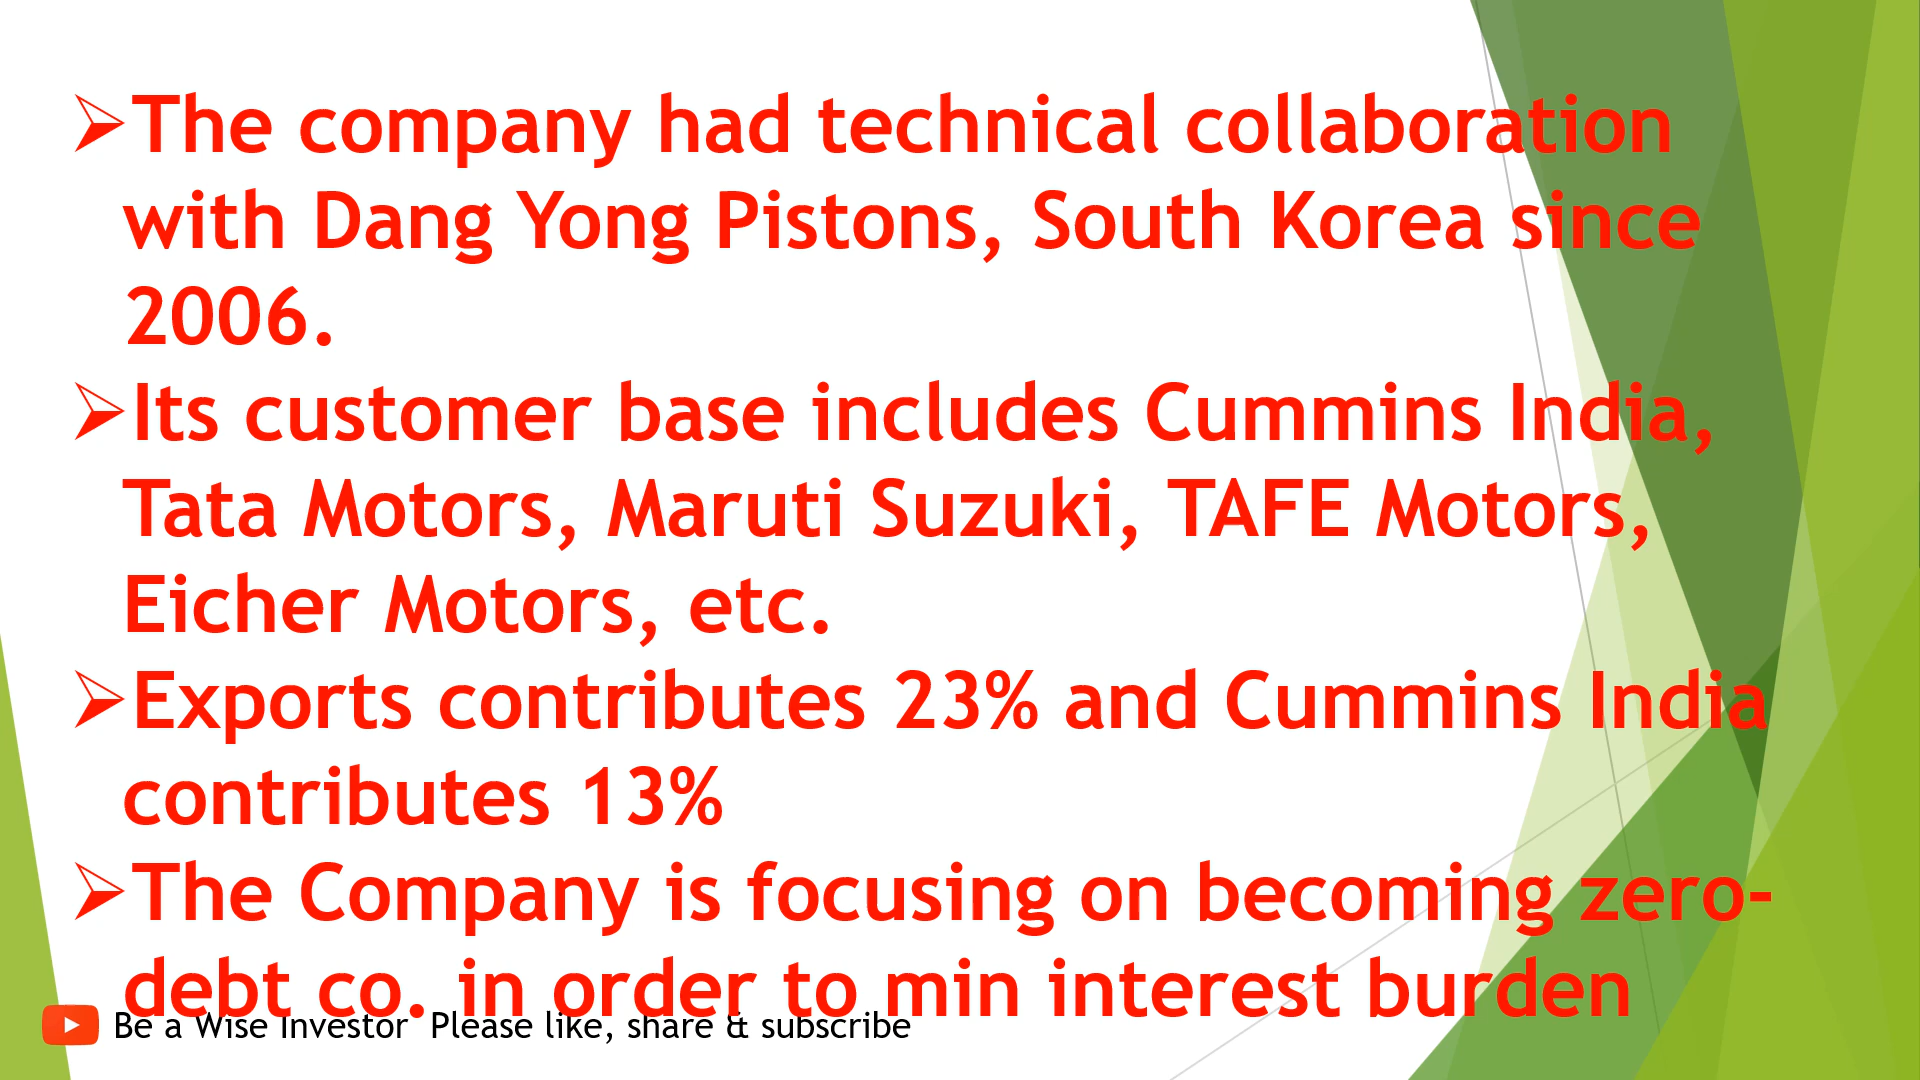 ➢The company had technical collaboration
with Dang Yong Pistons, South Korea since
2006.
➢Its customer base includes Cummins India,
Tata Motors, Maruti Suzuki, TAFE Motors,
Eicher Motors, etc.
➢Exports contributes 23% and Cummins India
contributes 13%
➢The Company is focusing on becoming zero-
debt co. in order to min interest burden
Be a Wise Investor Please like, share & subscribe